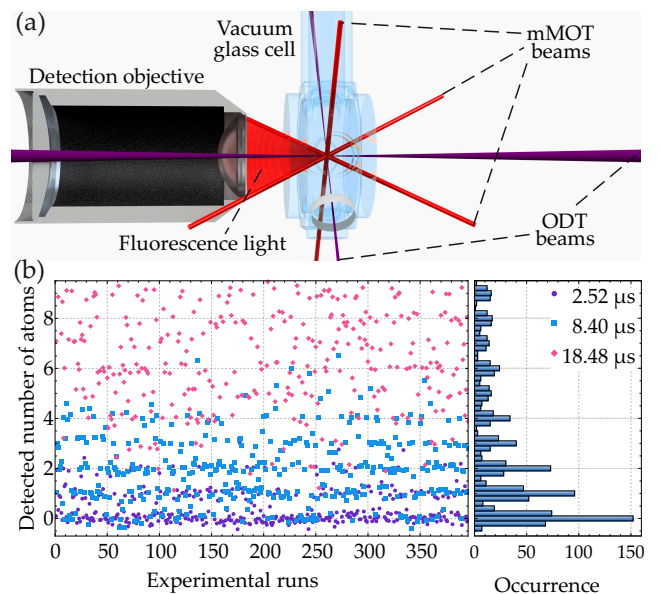 (a)
Vacuum
glass cell
mMOT
beams
Detection objective
Fluorescence light
ODT
beams
(b)
Detected number of atoms
8
6
4
2
0
0 50 100 150 200 250 300 350
Experimental runs
2.52 μs
8.40 μs
18.48 μs
0 50 100 150
Occurrence